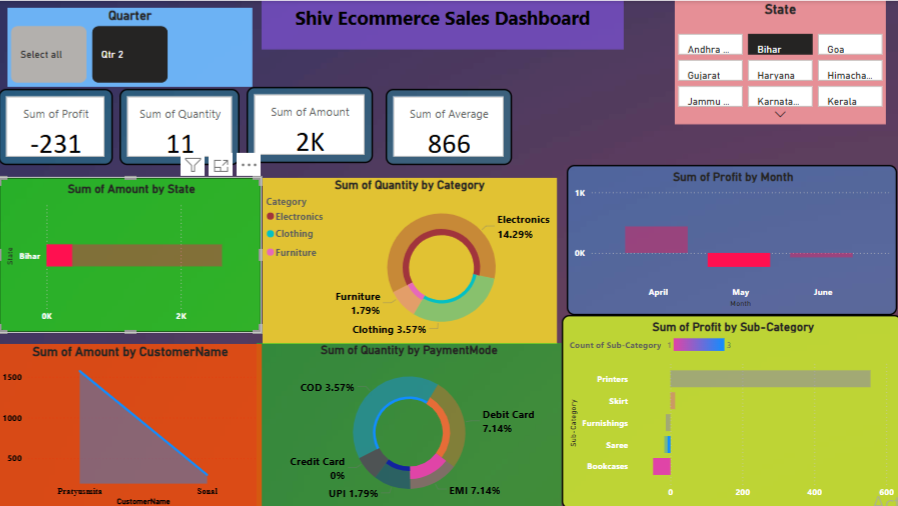 Quarter
Select all
Qtr 2
Shiv Ecommerce Sales Dashboard
State
Andhra ...
Bihar
Goa
Gujarat
Haryana
Himacha...
Jammu ...
Karnata...
Kerala
Sum of Profit
-231
Sum of Quantity
11
Sum of Amount
2K
Sum of Average
866
Sum of Amount by State
State
Bihar
0K
2K
Sum of Quantity by Category
Category
Electronics
Clothing
Furniture
Electronics
14.29%
Furniture
1.79%
Clothing 3.57%
Sum of Profit by Month
1K
0K
April
May
June
Month
Sum of Amount by CustomerName
1500
1000
500
Pratyusmita
Sonal
CustomerName
Sum of Quantity by PaymentMode
COD 3.57%
Debit Card
7.14%
Credit Card
0%
UPI 1.79%
EMI 7.14%
Sum of Profit by Sub-Category
Count of Sub-Category
1
3
Sub-Category
Printers
Skirt
Furnishings
Saree
Bookcases
0
200
400
600